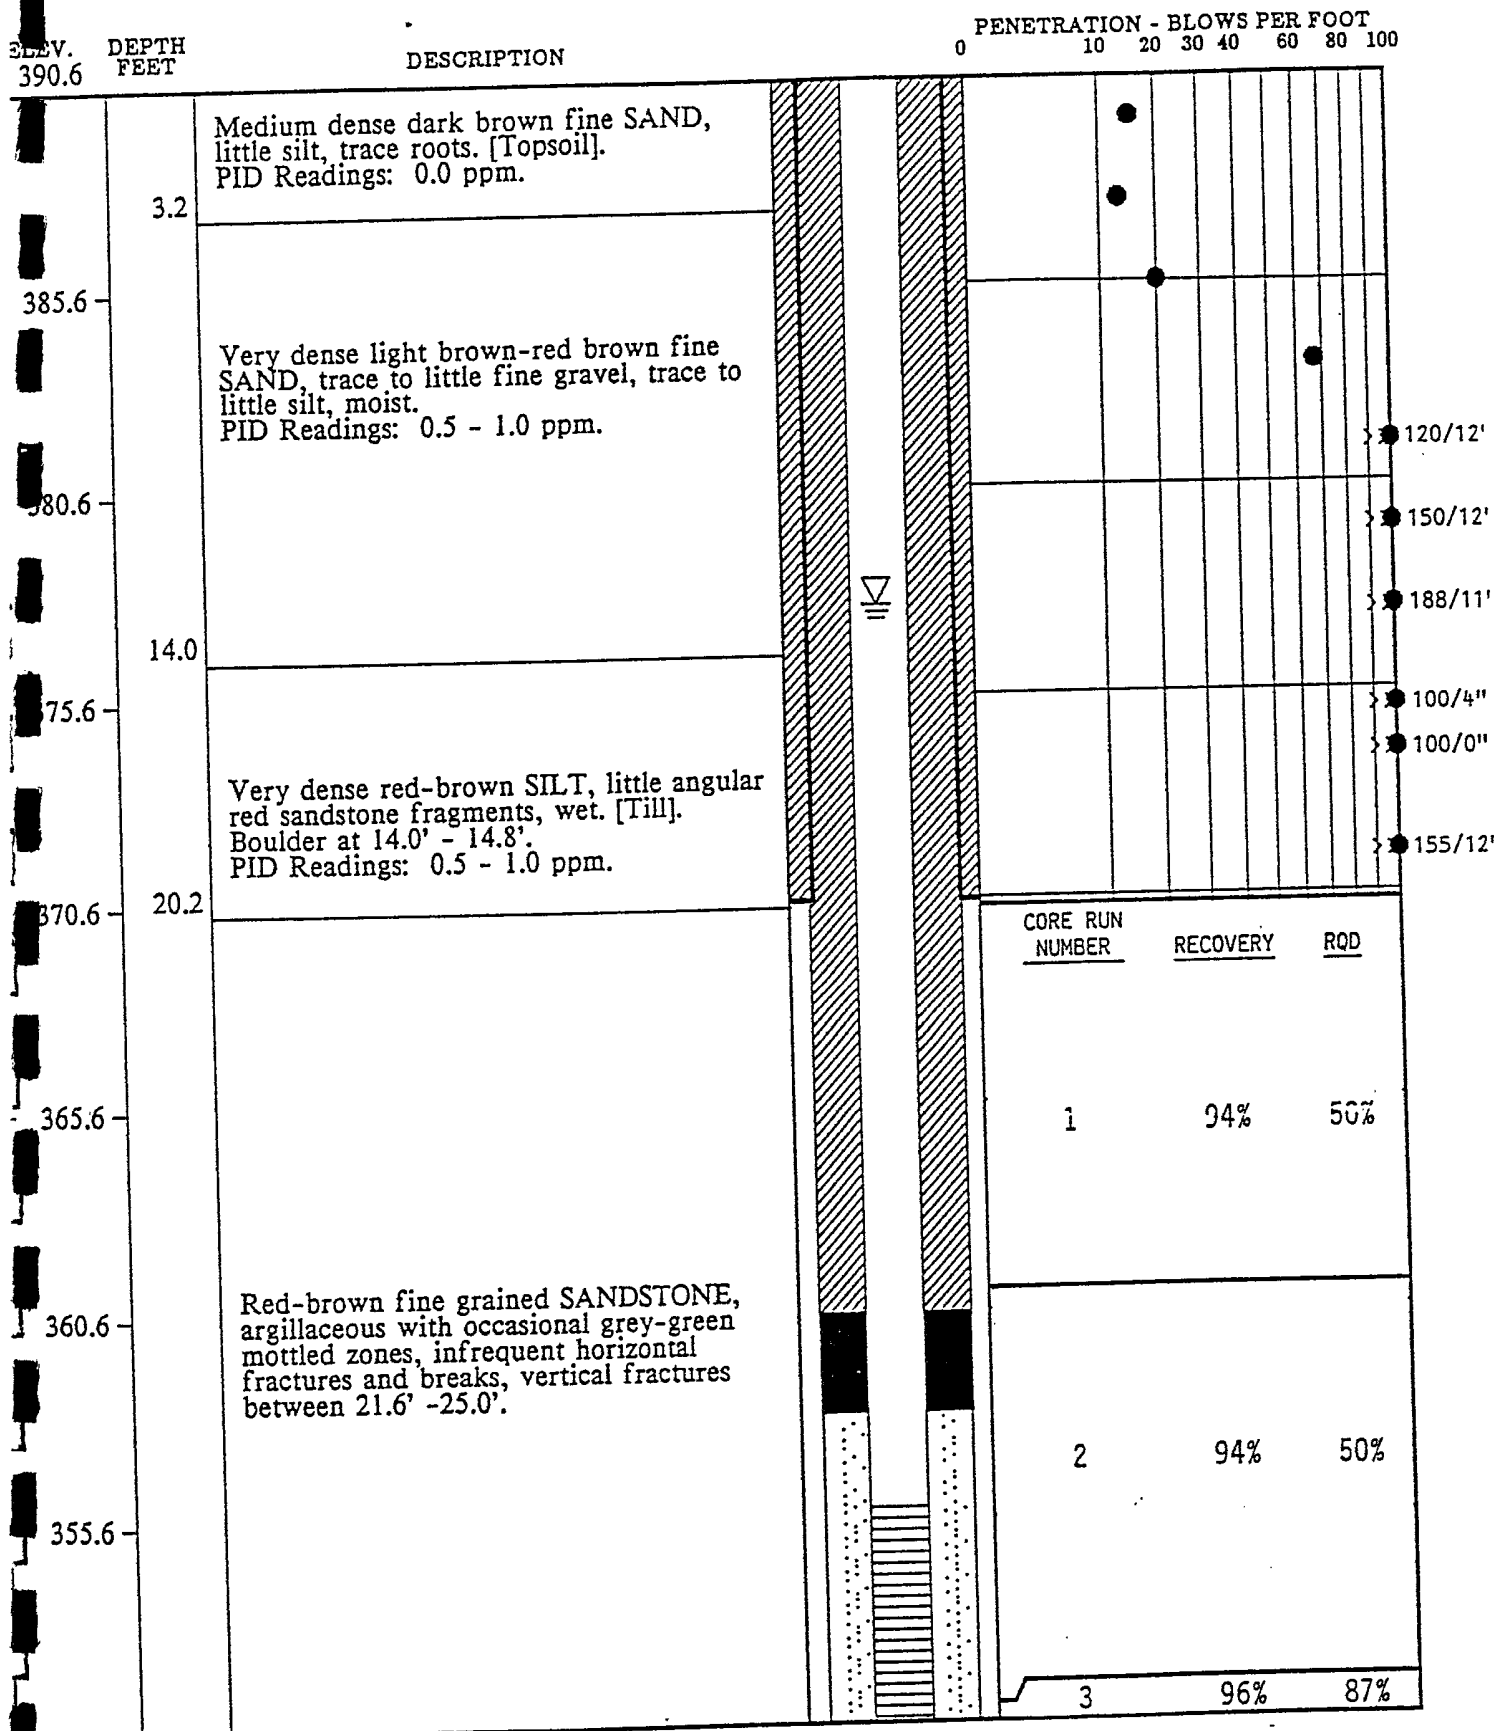 PENETRATION - BLOWS PER FOOT
ELEV. DEPTH FEET DESCRIPTION
390.6
0 10 20 30 40 60 80 100
Medium dense dark brown fine SAND,
little silt, trace roots. [Topsoil].
PID Readings: 0.0 ppm.
3.2
385.6
Very dense light brown-red brown fine
SAND, trace to little fine gravel, trace to
little silt, moist.
PID Readings: 0.5 - 1.0 ppm.
120/12'
380.6
150/12'
188/11'
14.0
375.6
100/4"
100/0"
Very dense red-brown SILT, little angular
red sandstone fragments, wet. [Till].
Boulder at 14.0' - 14.8'.
PID Readings: 0.5 - 1.0 ppm.
155/12'
370.6
20.2
CORE RUN
NUMBER RECOVERY RQD
365.6
1 94% 50%
Red-brown fine grained SANDSTONE,
argillaceous with occasional grey-green
mottled zones, infrequent horizontal
fractures and breaks, vertical fractures
between 21.6' -25.0'.
360.6
2 94% 50%
355.6
3 96% 87%